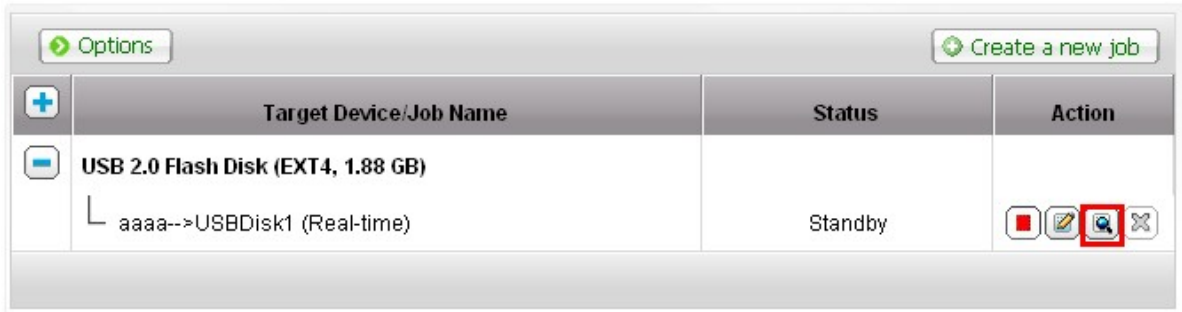 Options
Create a new job
Target Device/Job Name Status Action
USB 2.0 Flash Disk (EXT4, 1.88 GB)
aaaa-->USBDisk1 (Real-time) Standby